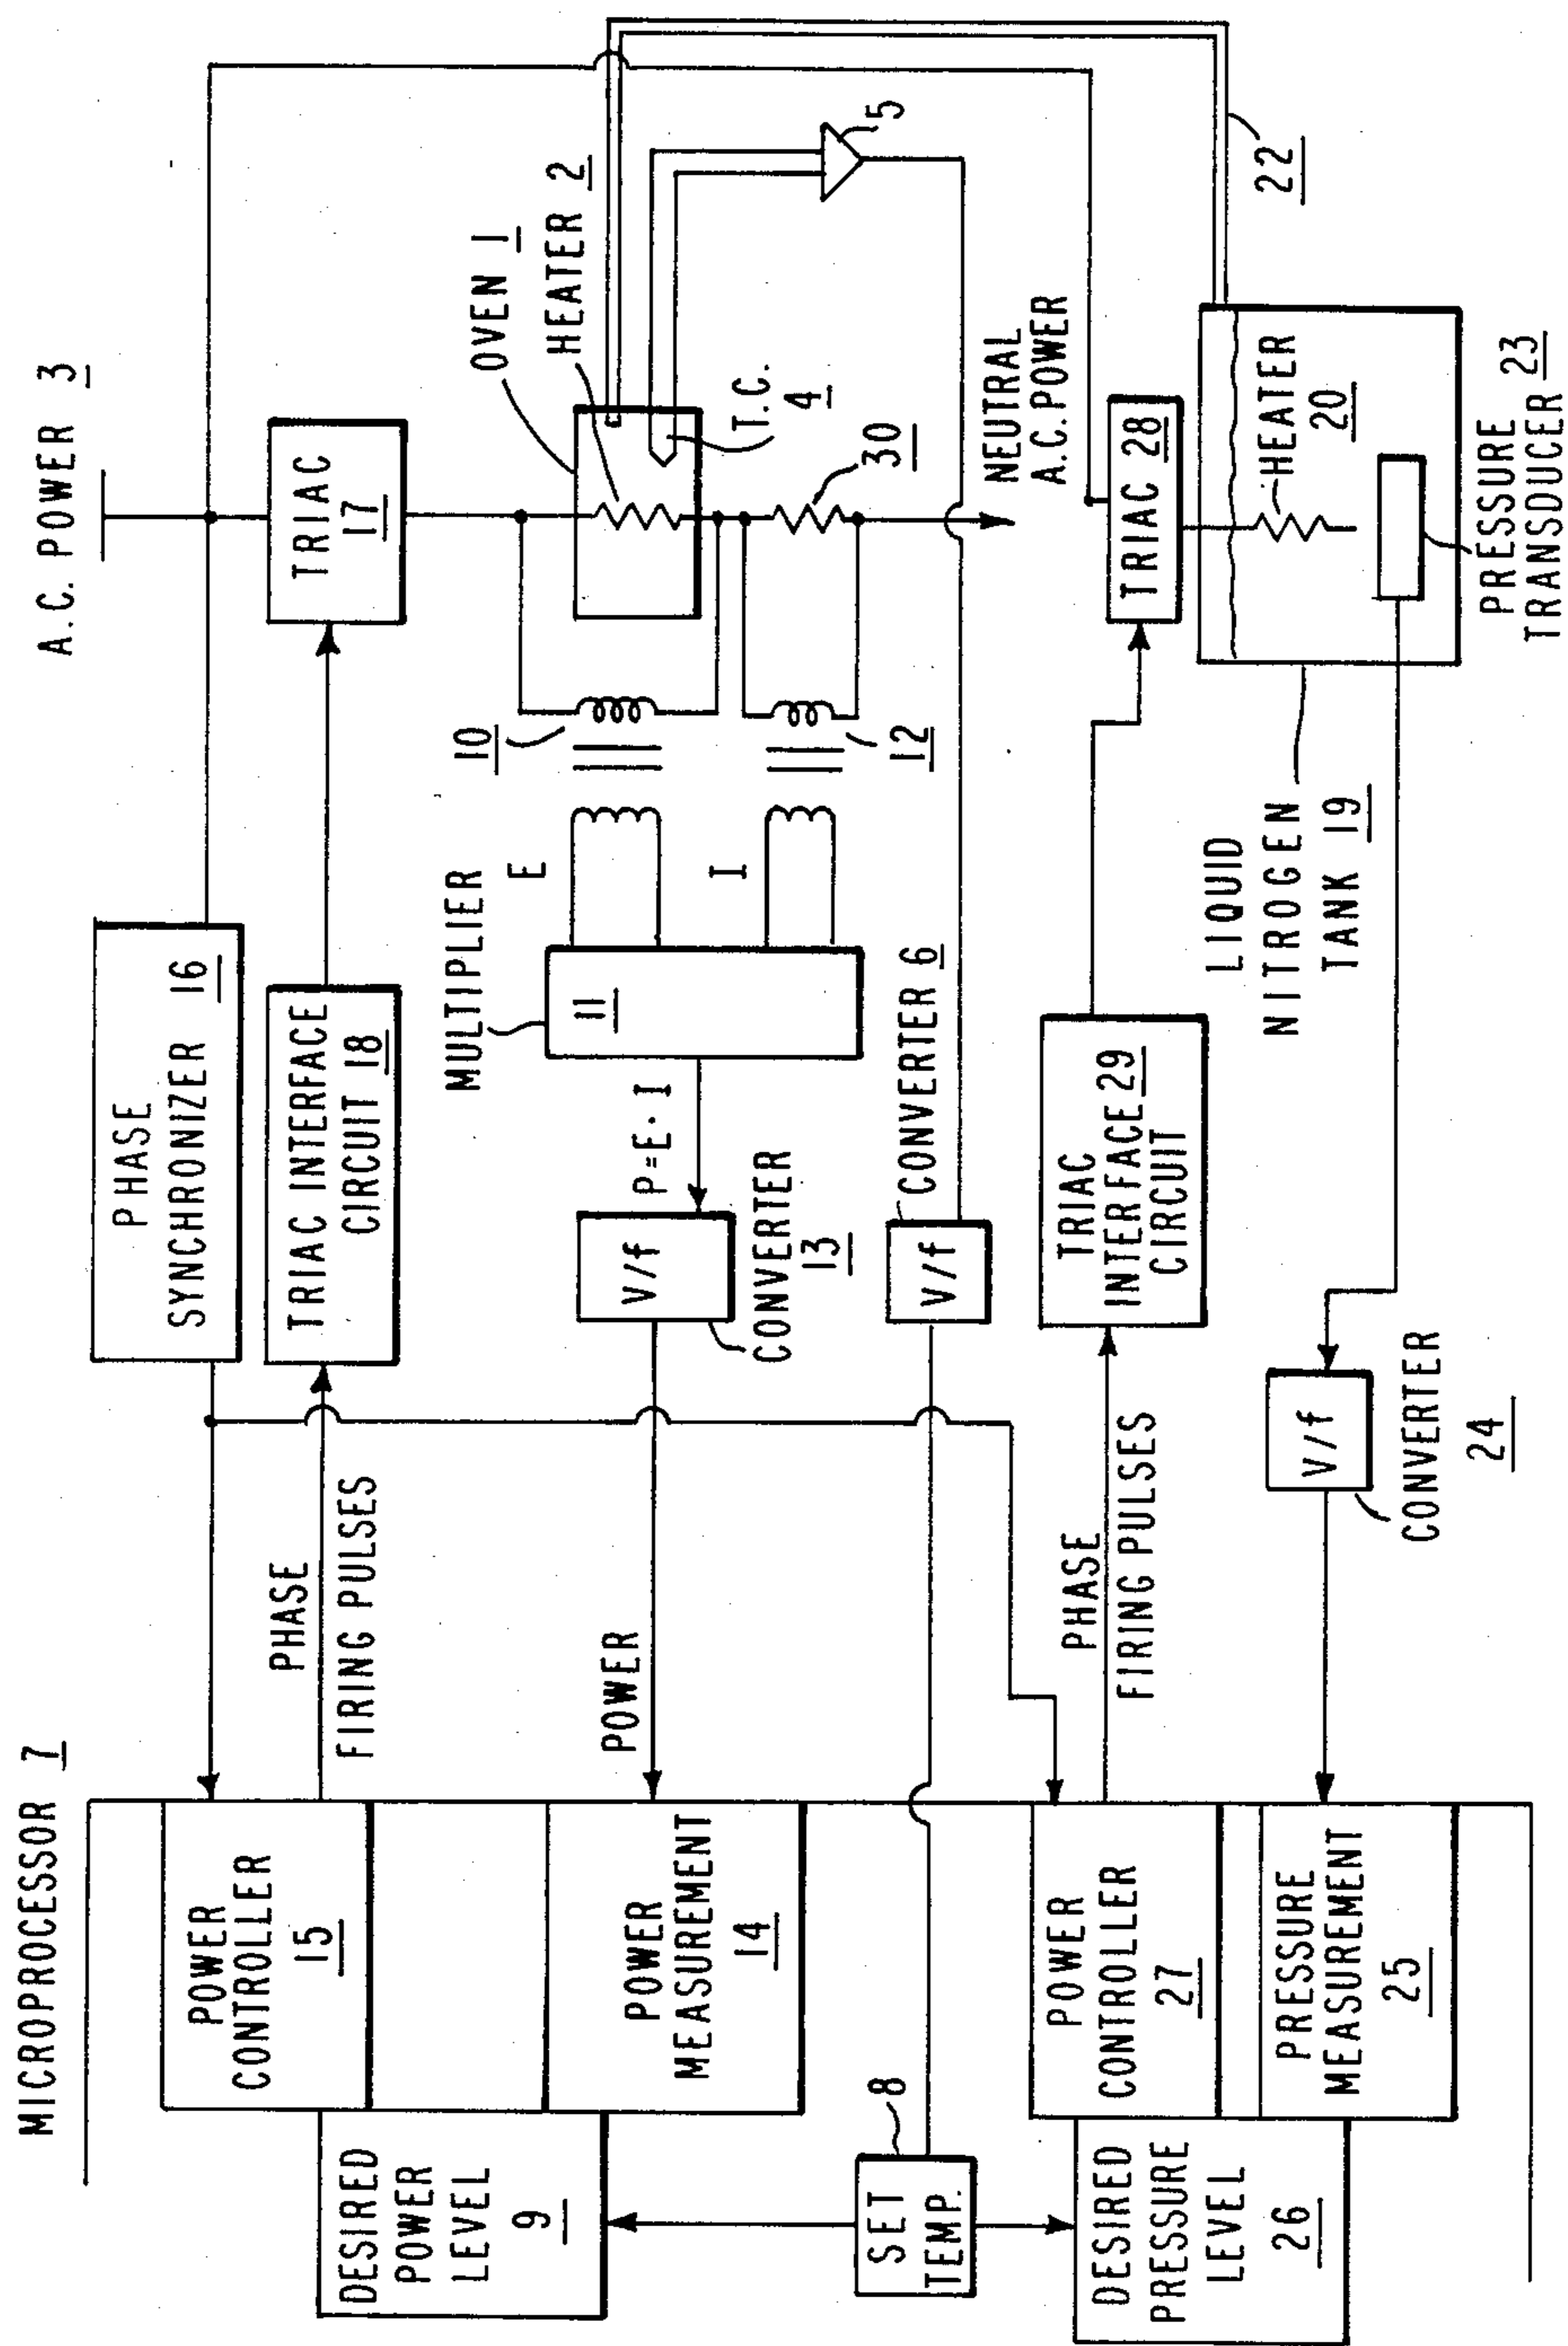 MICROPROCESSOR 7
POWER
CONTROLLER
15
DESIRED
POWER
LEVEL
9
POWER
MEASUREMENT
14
SET
TEMP.
8
POWER
CONTROLLER
27
DESIRED
PRESSURE
LEVEL
26
PRESSURE
MEASUREMENT
25
PHASE
FIRING PULSES
POWER
PHASE
FIRING PULSES
PHASE
SYNCHRONIZER 16
TRIAC INTERFACE
CIRCUIT 18
V/f
CONVERTER
13
P=E·I
MULTIPLIER
11
E
I
V/f
CONVERTER 6
TRIAC
INTERFACE 29
CIRCUIT
V/f
CONVERTER
24
A.C. POWER 3
TRIAC
17
10
12
OVEN 1
HEATER 2
T.C.
4
30
5
NEUTRAL
A.C. POWER
TRIAC 28
22
HEATER
20
LIQUID
NITROGEN
TANK 19
PRESSURE
TRANSDUCER 23